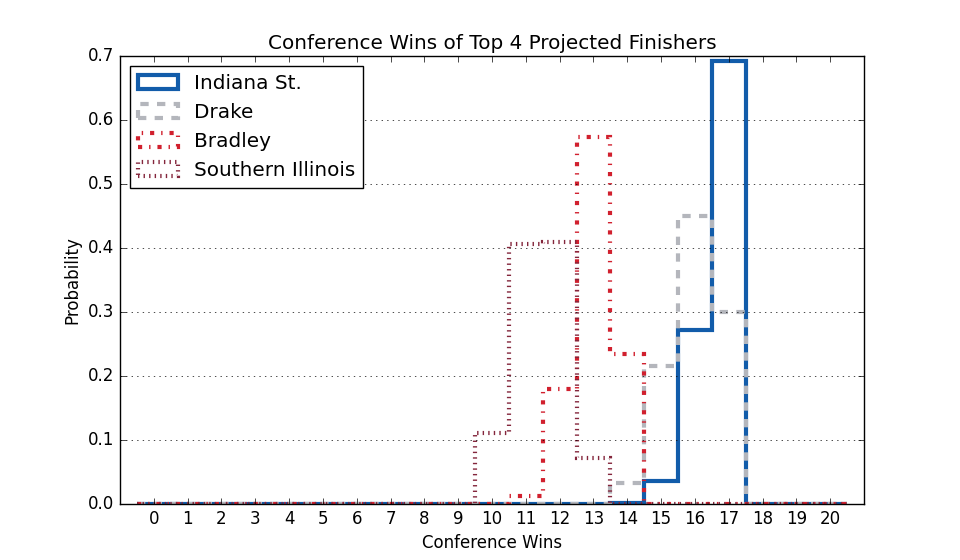 Conference Wins of Top 4 Projected Finishers
Indiana St.
Drake
Bradley
Southern Illinois
Probability
0.7
0.6
0.5
0.4
0.3
0.2
0.1
0.0
0 1 2 3 4 5 6 7 8 9 10 11 12 13 14 15 16 17 18 19 20
Conference Wins